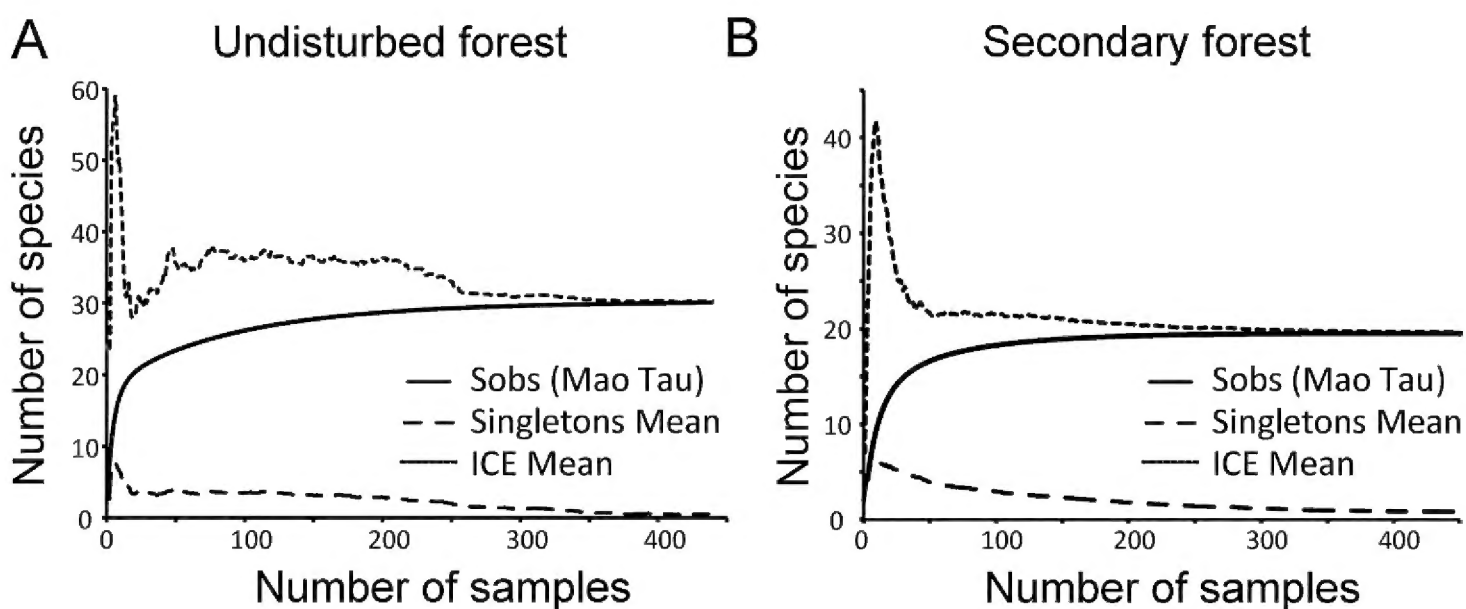 A Undisturbed forest
Number of species
60
50
40
30
20
10
0
Sobs (Mao Tau)
Singletons Mean
ICE Mean
0 100 200 300 400
Number of samples
B Secondary forest
Number of species
40
30
20
10
0
Sobs (Mao Tau)
Singletons Mean
ICE Mean
0 100 200 300 400
Number of samples